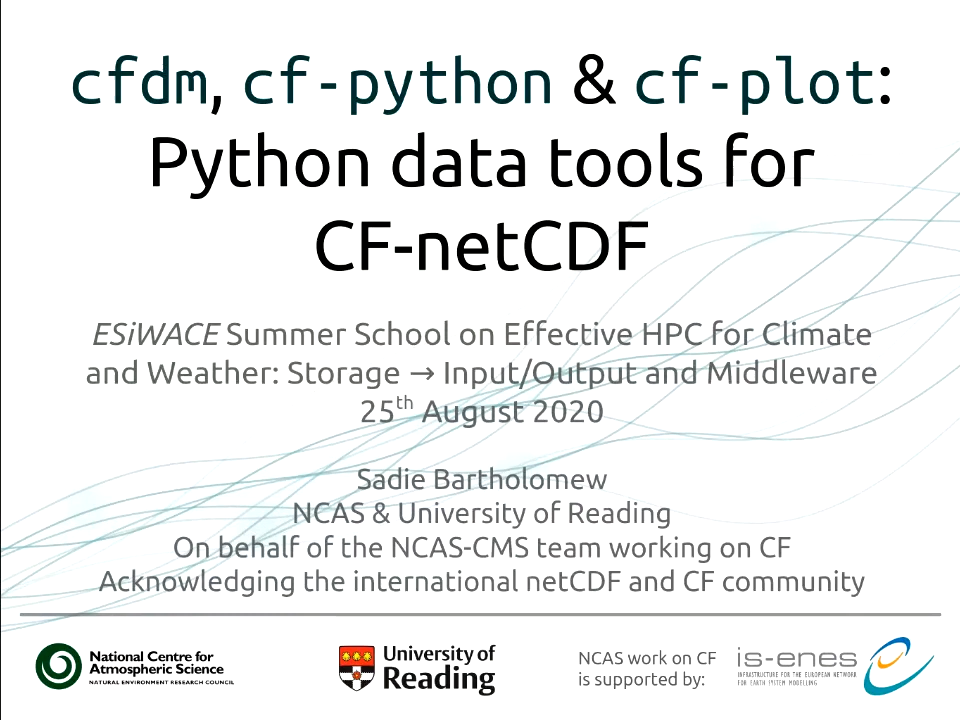 cfdm, cf-python & cf-plot:
Python data tools for
CF-netCDF
ESiWACE Summer School on Effective HPC for Climate
and Weather: Storage → Input/Output and Middleware
25th August 2020
Sadie Bartholomew
NCAS & University of Reading
On behalf of the NCAS-CMS team working on CF
Acknowledging the international netCDF and CF community
National Centre for
Atmospheric Science
NATURAL ENVIRONMENT RESEARCH COUNCIL
University of
Reading
NCAS work on CF
is supported by:
is-enes
INFRASTRUCTURE FOR THE EUROPEAN NETWORK
FOR EARTH SYSTEM MODELLING